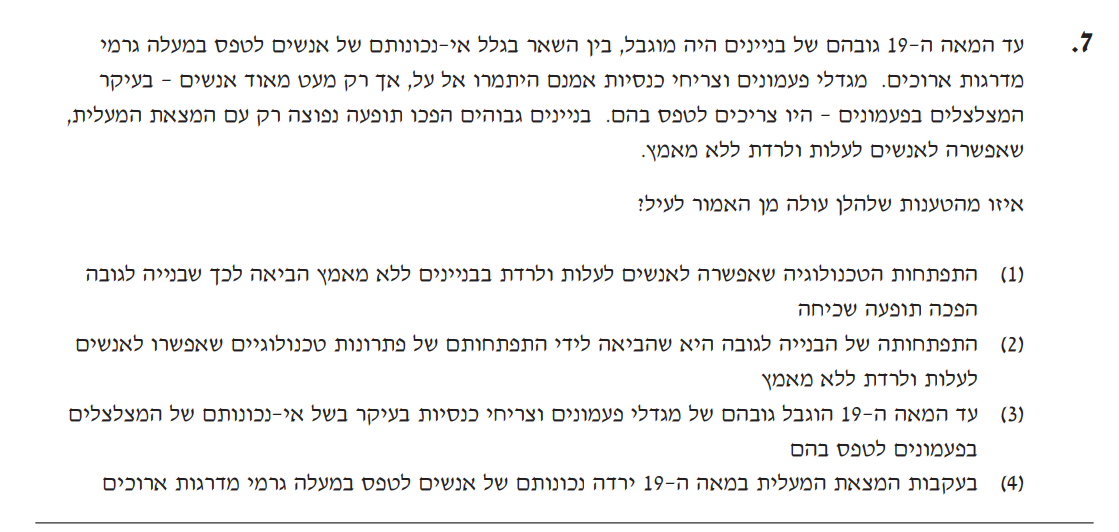 7. עד המאה ה-19 גובהם של בניינים היה מוגבל, בין השאר בגלל אי-נכונותם של אנשים לטפס במעלה גרמי
מדרגות ארוכים. מגדלי פעמונים וצריחי כנסיות אמנם היתמרו אל על, אך רק מעט מאוד אנשים – בעיקר
המצלצלים בפעמונים – היו צריכים לטפס בהם. בניינים גבוהים הפכו תופעה נפוצה רק עם המצאת המעלית,
שאפשרה לאנשים לעלות ולרדת ללא מאמץ.
איזו מהטענות שלהלן עולה מן האמור לעיל?
(1) התפתחות הטכנולוגיה שאפשרה לאנשים לעלות ולרדת בבניינים ללא מאמץ הביאה לכך שבנייה לגובה
הפכה תופעה שכיחה
(2) התפתחותה של הבנייה לגובה היא שהביאה לידי התפתחותם של פתרונות טכנולוגיים שאפשרו לאנשים
לעלות ולרדת ללא מאמץ
(3) עד המאה ה-19 הוגבל גובהם של מגדלי פעמונים וצריחי כנסיות בעיקר בשל אי-נכונותם של המצלצלים
בפעמונים לטפס בהם
(4) בעקבות המצאת המעלית במאה ה-19 ירדה נכונותם של אנשים לטפס במעלה גרמי מדרגות ארוכים